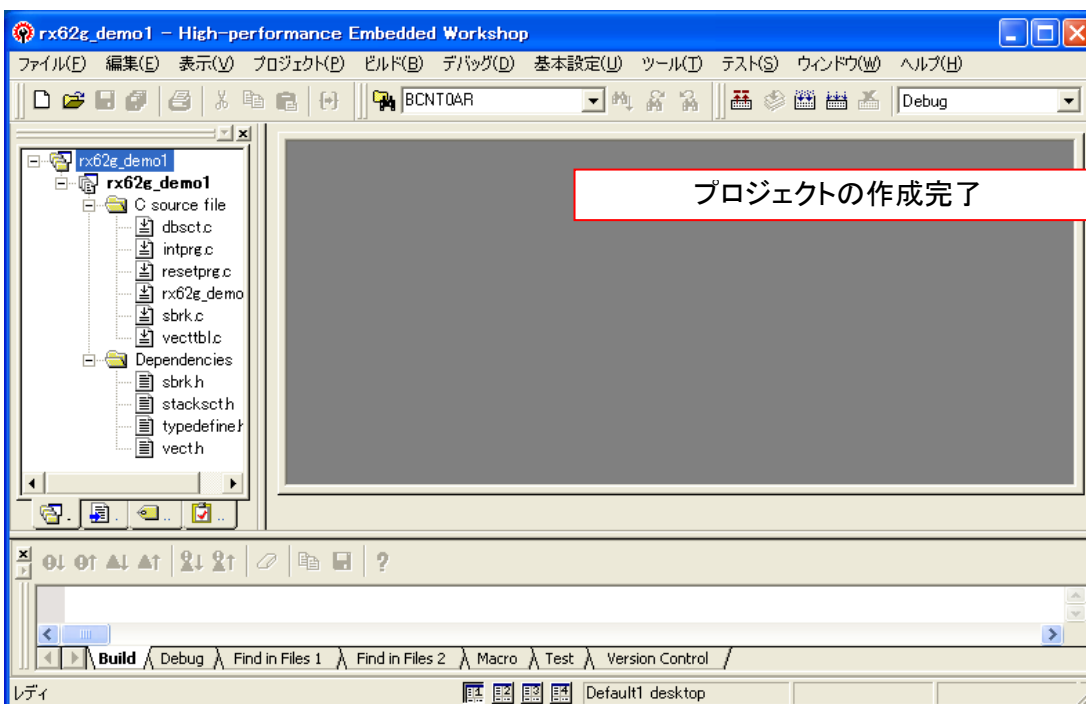 rx62g_demo1 - High-performance Embedded Workshop
ファイル(F) 編集(E) 表示(V) プロジェクト(P) ビルド(B) デバッグ(D) 基本設定(U) ツール(T) テスト(S) ウィンドウ(W) ヘルプ(H)
BCNT0AR Debug
rx62g_demo1
rx62g_demo1
C source file
dbsct.c
intprg.c
resetprg.c
rx62g_demo
sbrk.c
vecttbl.c
Dependencies
sbrk.h
stacksct.h
typedefine.h
vect.h
プロジェクトの作成完了
Build Debug Find in Files 1 Find in Files 2 Macro Test Version Control
レディ Default1 desktop